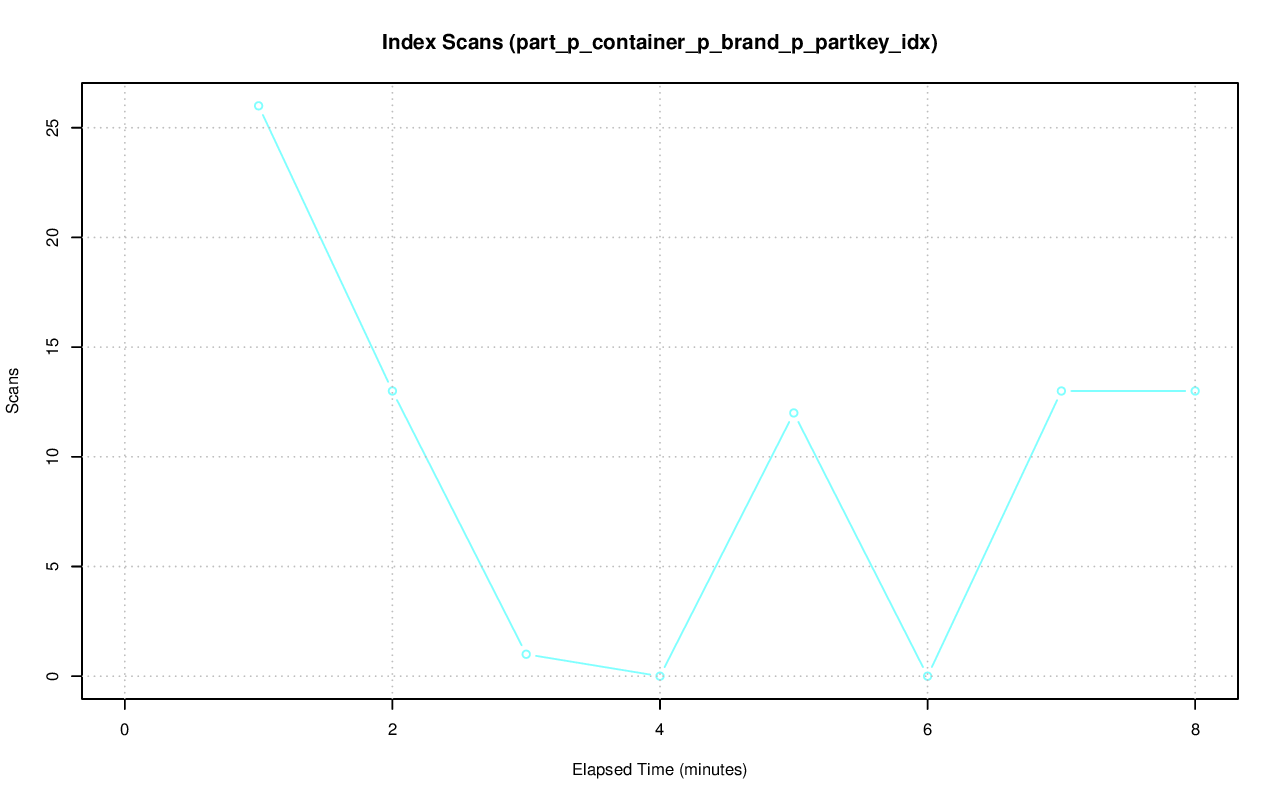 Index Scans (part_p_container_p_brand_p_partkey_idx)
25
20
15
10
5
0
Scans
0 2 4 6 8
Elapsed Time (minutes)